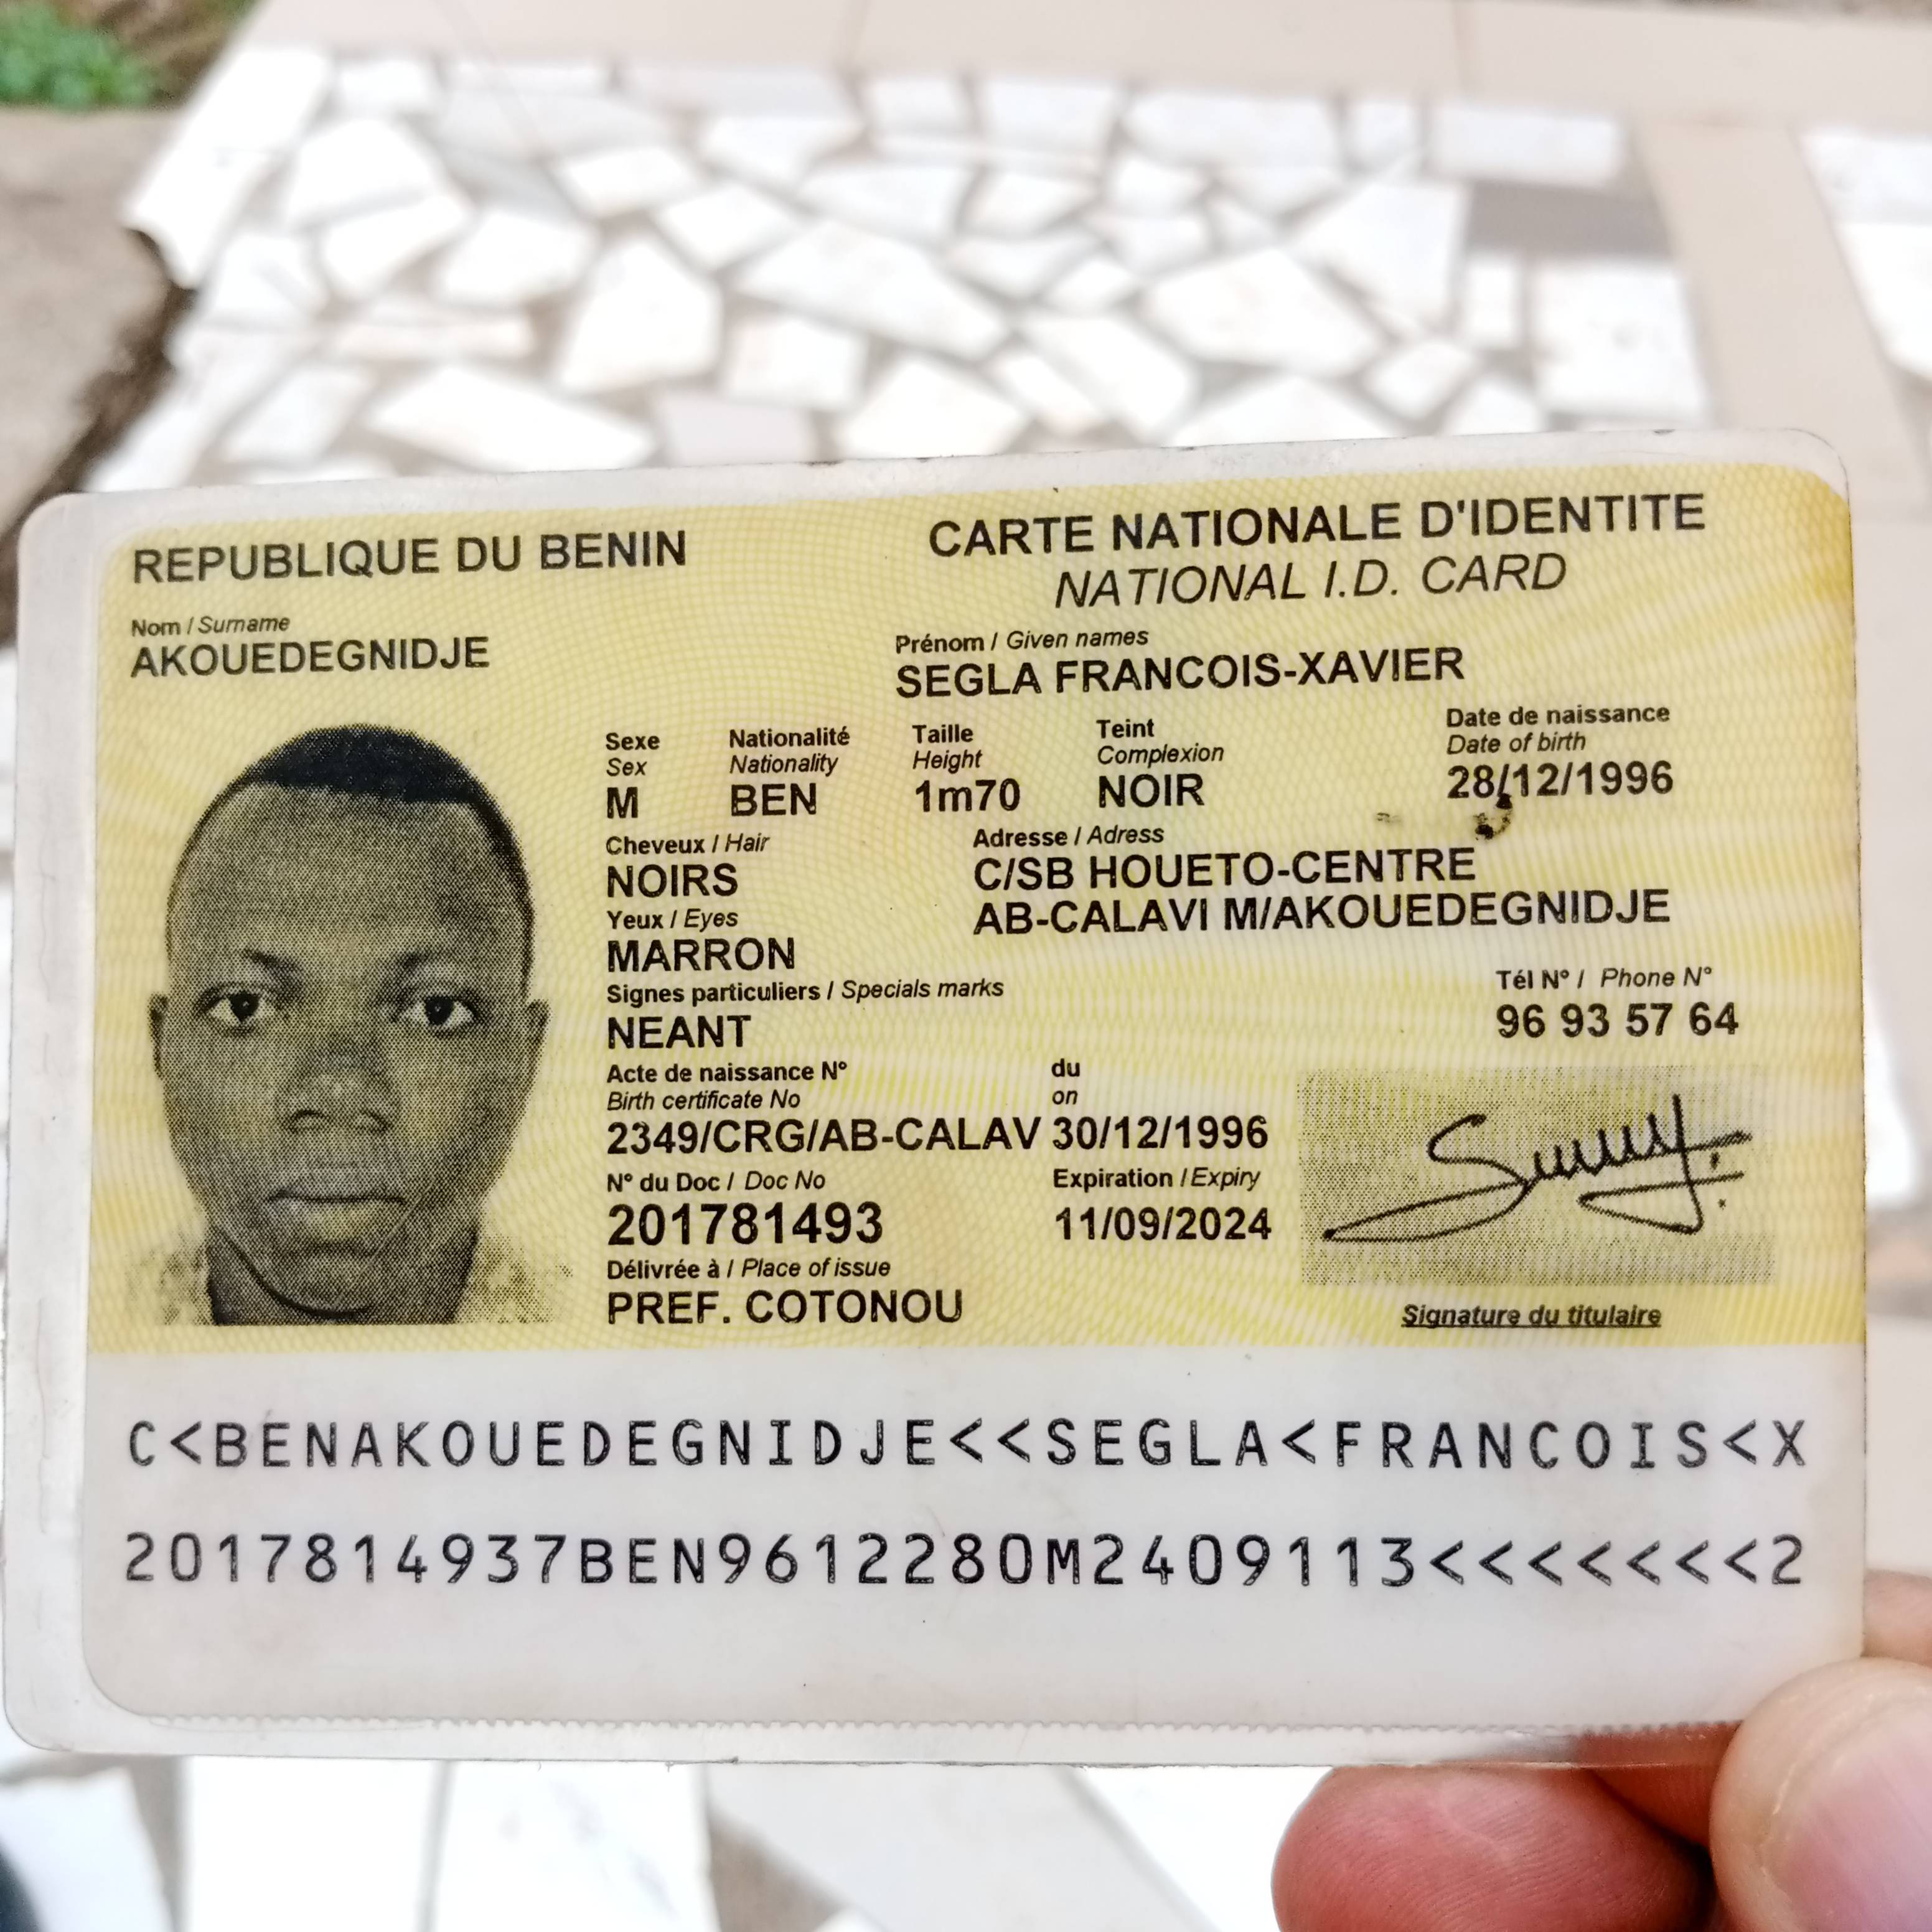 REPUBLIQUE DU BENIN
CARTE NATIONALE D'IDENTITE
NATIONAL I.D. CARD
Nom / Surname
AKOUEDEGNIDJE
Prénom / Given names
SEGLA FRANCOIS-XAVIER
Sexe Nationalité Taille Teint Date de naissance
Sex Nationality Height Complexion Date of birth
M BEN 1m70 NOIR 28/12/1996
Cheveux / Hair
NOIRS
Adresse / Adress
C/SB HOUETO-CENTRE
AB-CALAVI M/AKOUEDEGNIDJE
Yeux / Eyes
MARRON
Signes particuliers / Specials marks
NEANT
Tél N° / Phone N°
96 93 57 64
Acte de naissance N° du
Birth certificate No on
2349/CRG/AB-CALAV 30/12/1996
N° du Doc / Doc No Expiration / Expiry
201781493 11/09/2024
Délivrée à / Place of issue
PREF. COTONOU
Signature du titulaire
C<BENAKOUEDEGNIDJE<<SEGLA<FRANCOIS<X
2017814937BEN9612280M2409113<<<<<<<2